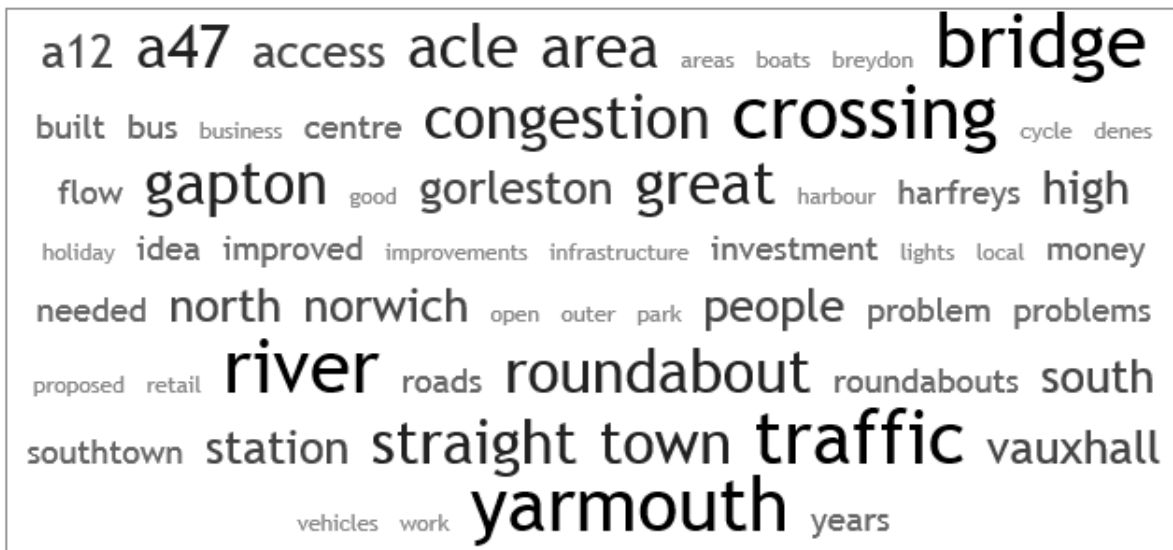 a12 a47 access acle area areas boats breydon bridge
built bus business centre congestion crossing cycle denes
flow gapton good gorleston great harbour harfreys high
holiday idea improved improvements infrastructure investment lights local money
needed north norwich open outer park people problem problems
proposed retail river roads roundabout roundabouts south
southtown station straight town traffic vauxhall
vehicles work yarmouth years